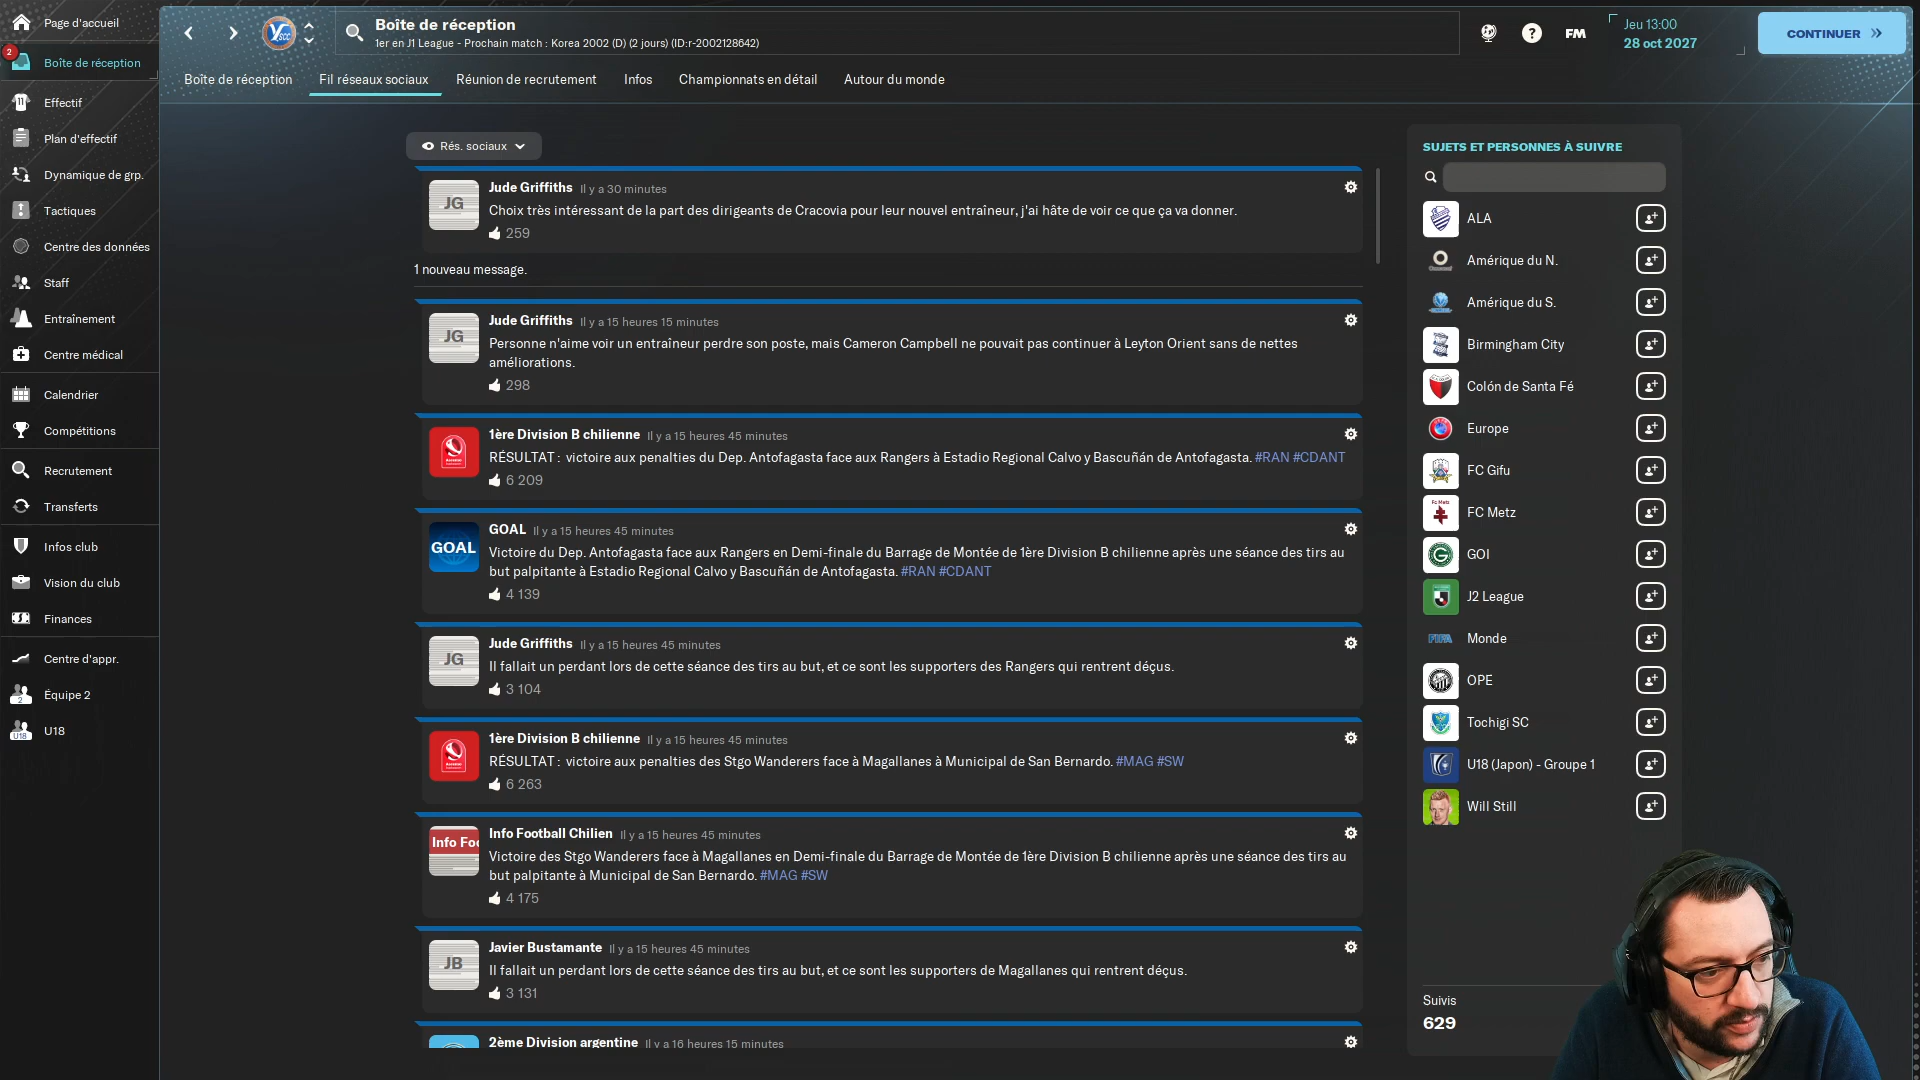 Page d'accueil
2
Boîte de réception
Effectif
Plan d'effectif
Dynamique de grp.
Tactiques
Centre des données
Staff
Entraînement
Centre médical
Calendrier
Compétitions
Recrutement
Transferts
Infos club
Vision du club
Finances
Centre d'appr.
Équipe 2
U18
Boîte de réception
1er en J1 League - Prochain match : Korea 2002 (D) (2 jours) (ID:r-2002128642)
FM
Jeu 13:00
28 oct 2027
CONTINUER
Boîte de réception
Fil réseaux sociaux
Réunion de recrutement
Infos
Championnats en détail
Autour du monde
Rés. sociaux
JG
Jude Griffiths Il y a 30 minutes
Choix très intéressant de la part des dirigeants de Cracovia pour leur nouvel entraîneur, j'ai hâte de voir ce que ça va donner.
259
1 nouveau message.
JG
Jude Griffiths Il y a 15 heures 15 minutes
Personne n'aime voir un entraîneur perdre son poste, mais Cameron Campbell ne pouvait pas continuer à Leyton Orient sans de nettes
améliorations.
298
1ère Division B chilienne Il y a 15 heures 45 minutes
RÉSULTAT : victoire aux penalties du Dep. Antofagasta face aux Rangers à Estadio Regional Calvo y Bascuñán de Antofagasta. #RAN #CDANT
6 209
GOAL
GOAL Il y a 15 heures 45 minutes
Victoire du Dep. Antofagasta face aux Rangers en Demi-finale du Barrage de Montée de 1ère Division B chilienne après une séance des tirs au
but palpitante à Estadio Regional Calvo y Bascuñán de Antofagasta. #RAN #CDANT
4 139
JG
Jude Griffiths Il y a 15 heures 45 minutes
Il fallait un perdant lors de cette séance des tirs au but, et ce sont les supporters des Rangers qui rentrent déçus.
3 104
1ère Division B chilienne Il y a 15 heures 45 minutes
RÉSULTAT : victoire aux penalties des Stgo Wanderers face à Magallanes à Municipal de San Bernardo. #MAG #SW
6 263
Info Foo
Info Football Chilien Il y a 15 heures 45 minutes
Victoire des Stgo Wanderers face à Magallanes en Demi-finale du Barrage de Montée de 1ère Division B chilienne après une séance des tirs au
but palpitante à Municipal de San Bernardo. #MAG #SW
4 175
JB
Javier Bustamante Il y a 15 heures 45 minutes
Il fallait un perdant lors de cette séance des tirs au but, et ce sont les supporters de Magallanes qui rentrent déçus.
3 131
2ème Division argentine Il y a 16 heures 15 minutes
SUJETS ET PERSONNES À SUIVRE
ALA
Amérique du N.
Amérique du S.
Birmingham City
Colón de Santa Fé
Europe
FC Gifu
FC Metz
GOI
J2 League
FIFA
Monde
OPE
Tochigi SC
U18 (Japon) - Groupe 1
Will Still
Suivis
629